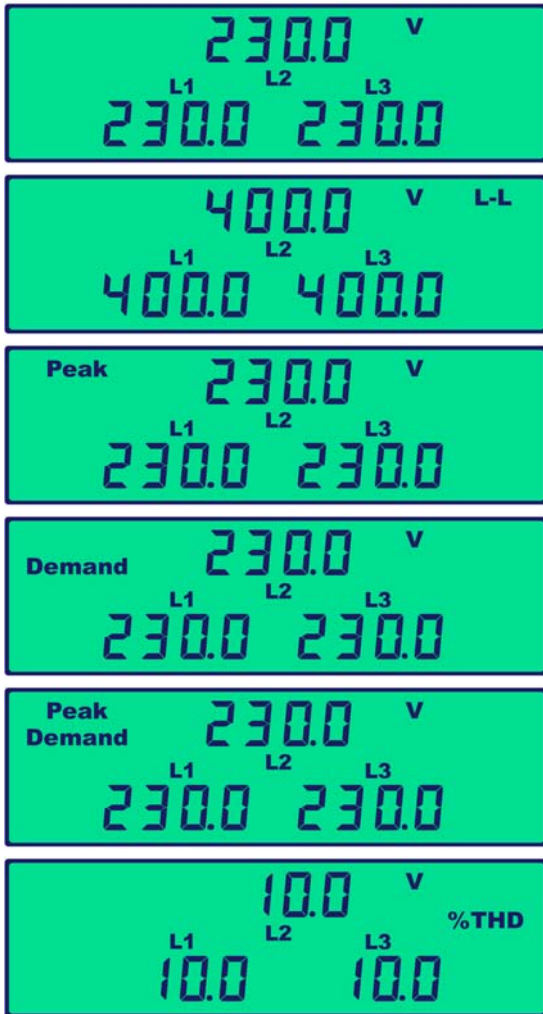 230.0 V
L1 L2 L3
230.0 230.0
400.0 V L-L
L1 L2 L3
400.0 400.0
Peak 230.0 V
L1 L2 L3
230.0 230.0
230.0 V
Demand
L1 L2 L3
230.0 230.0
Peak 230.0 V
Demand
L1 L2 L3
230.0 230.0
10.0 V
%THD
L1 L2 L3
10.0 10.0